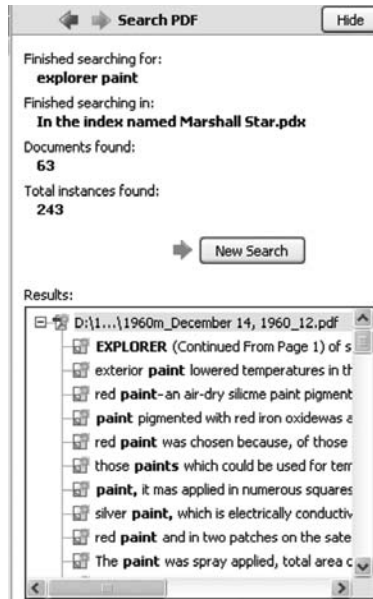 Search PDF
Hide
Finished searching for:
explorer paint
Finished searching in:
In the index named Marshall Star.pdx
Documents found:
63
Total instances found:
243
New Search
Results:
D:\1...\1960m_December 14, 1960_12.pdf
EXPLORER (Continued From Page 1) of s
exterior paint lowered temperatures in th
red paint-an air-dry silicme paint pigment
paint pigmented with red iron oxidewas a
red paint was chosen because, of those
those paints which could be used for tem
paint, it mas applied in numerous squares
silver paint, which is electrically conductiv
red paint and in two patches on the sate
The paint was spray applied, total area c